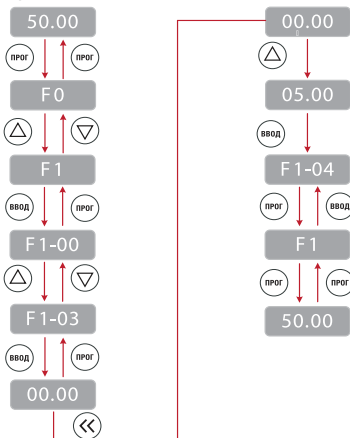 50.00
ПРОГ ПРОГ
F0
F1
ВВОД ПРОГ
F1-00
F1-03
ВВОД ПРОГ
00.00
00.00
05.00
ВВОД
F1-04
ПРОГ ВВОД
F1
ПРОГ ПРОГ
50.00